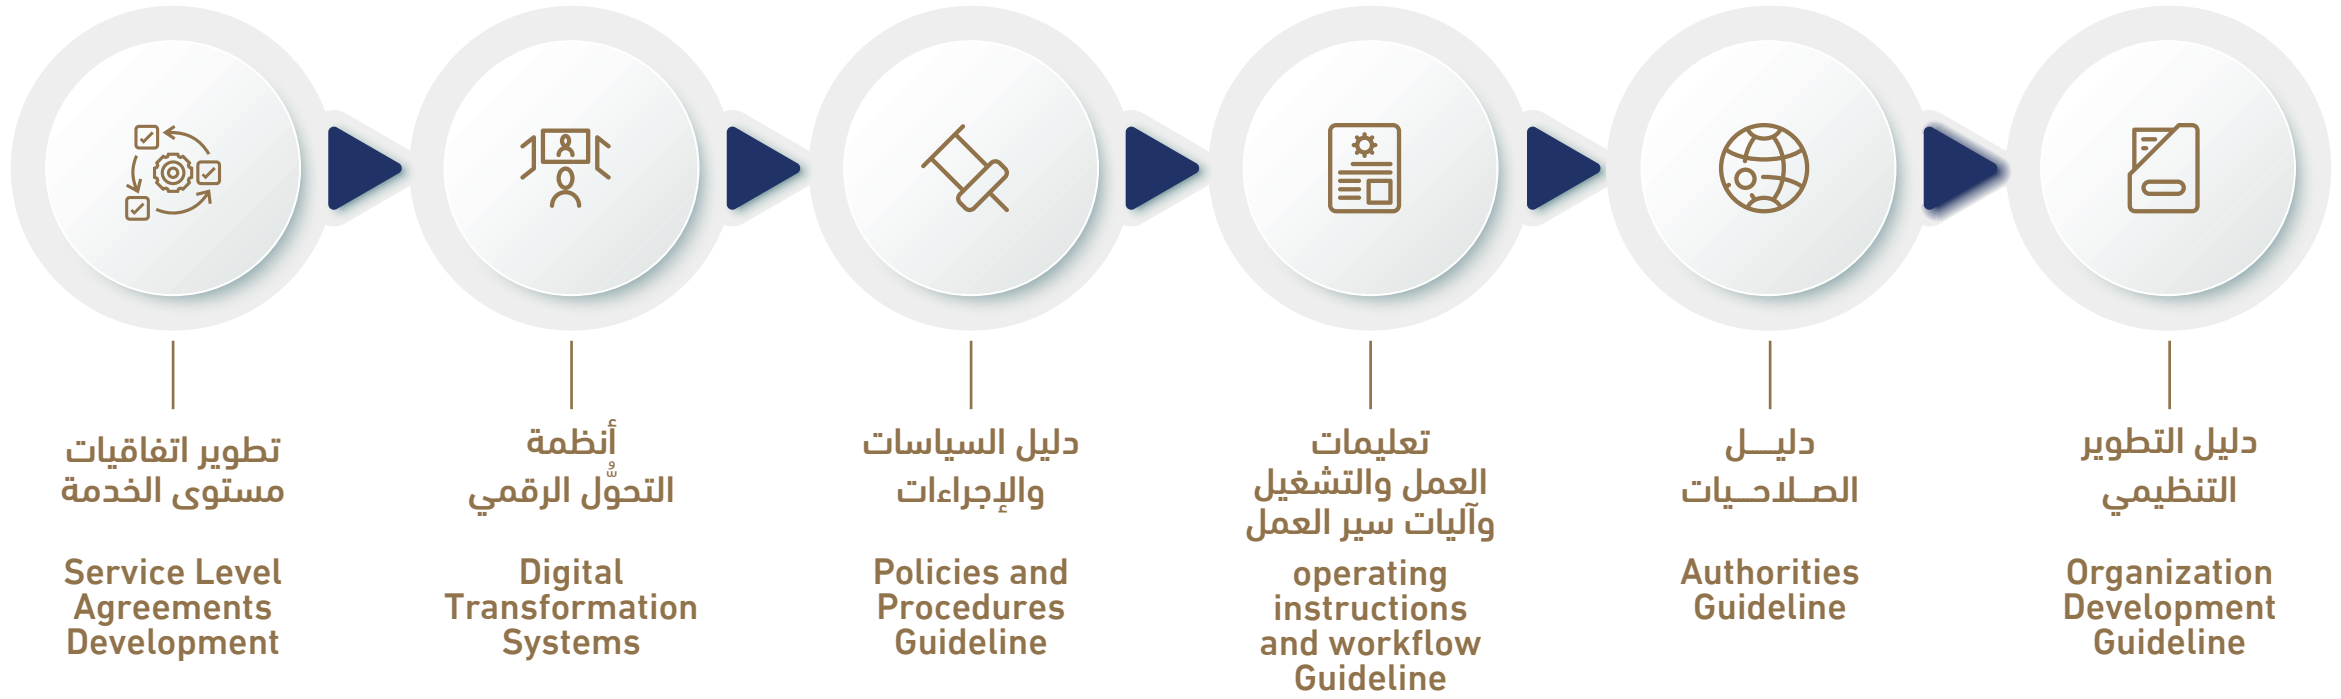 تطوير اتفاقيات
مستوى الخدمة
Service Level
Agreements
Development
أنظمة
التحوُّل الرقمي
Digital
Transformation
Systems
دليل السياسات
والإجراءات
Policies and
Procedures
Guideline
تعليمات
العمل والتشغيل
وآليات سير العمل
operating
instructions
and workflow
Guideline
دليــــل
الصــلاحــيات
Authorities
Guideline
دليل التطوير
التنظيمي
Organization
Development
Guideline